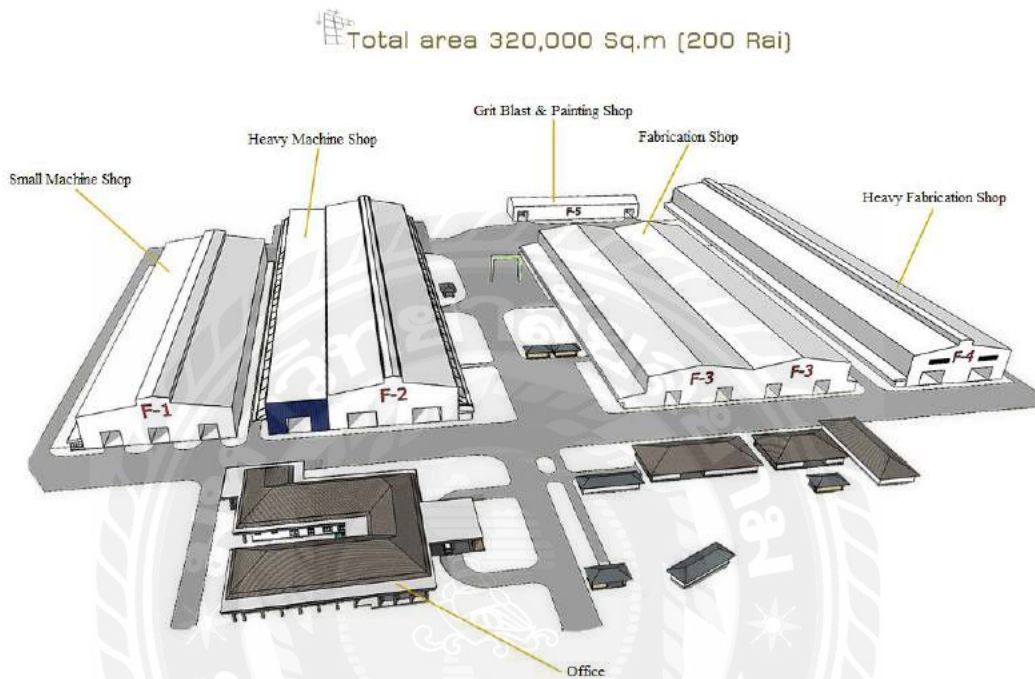 Total area 320,000 Sq.m (200 Rai)
Grit Blast & Painting Shop
Heavy Machine Shop
Fabrication Shop
Small Machine Shop
Heavy Fabrication Shop
F-5
F-4
F-3
F-3
F-2
F-1
Office